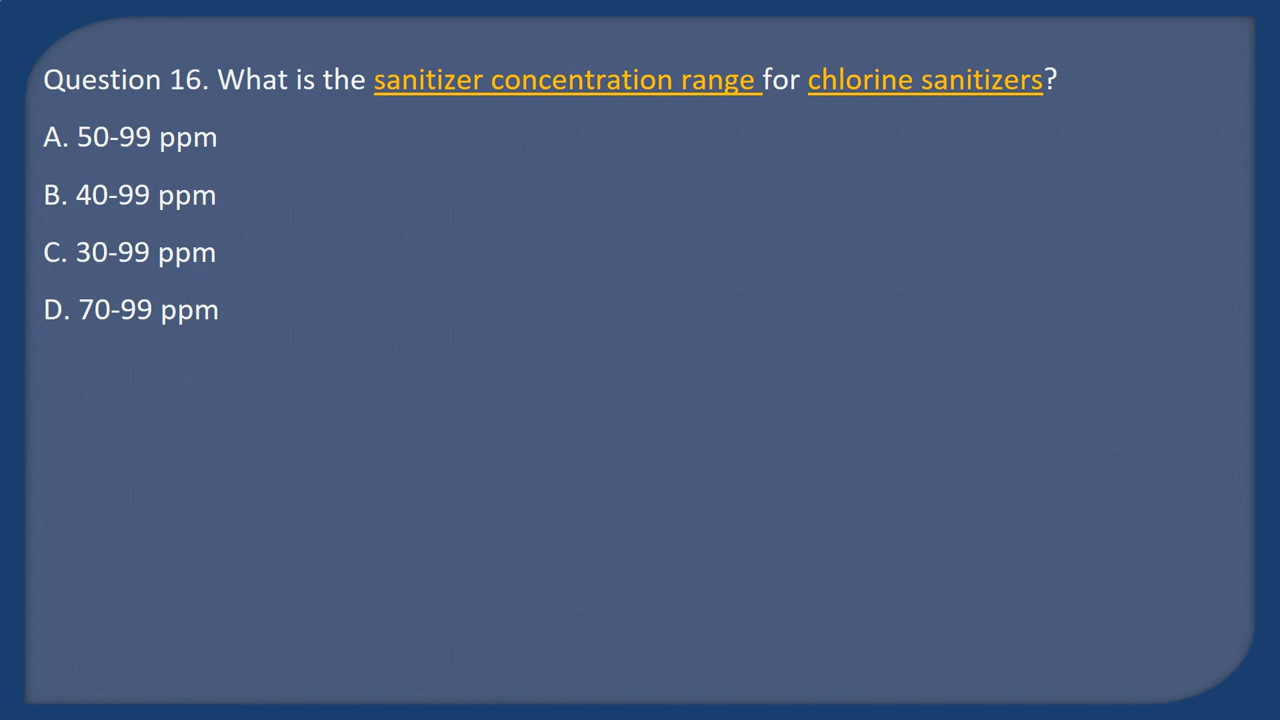 Question 16. What is the sanitizer concentration range for chlorine sanitizers?
A. 50-99 ppm
B. 40-99 ppm
C. 30-99 ppm
D. 70-99 ppm